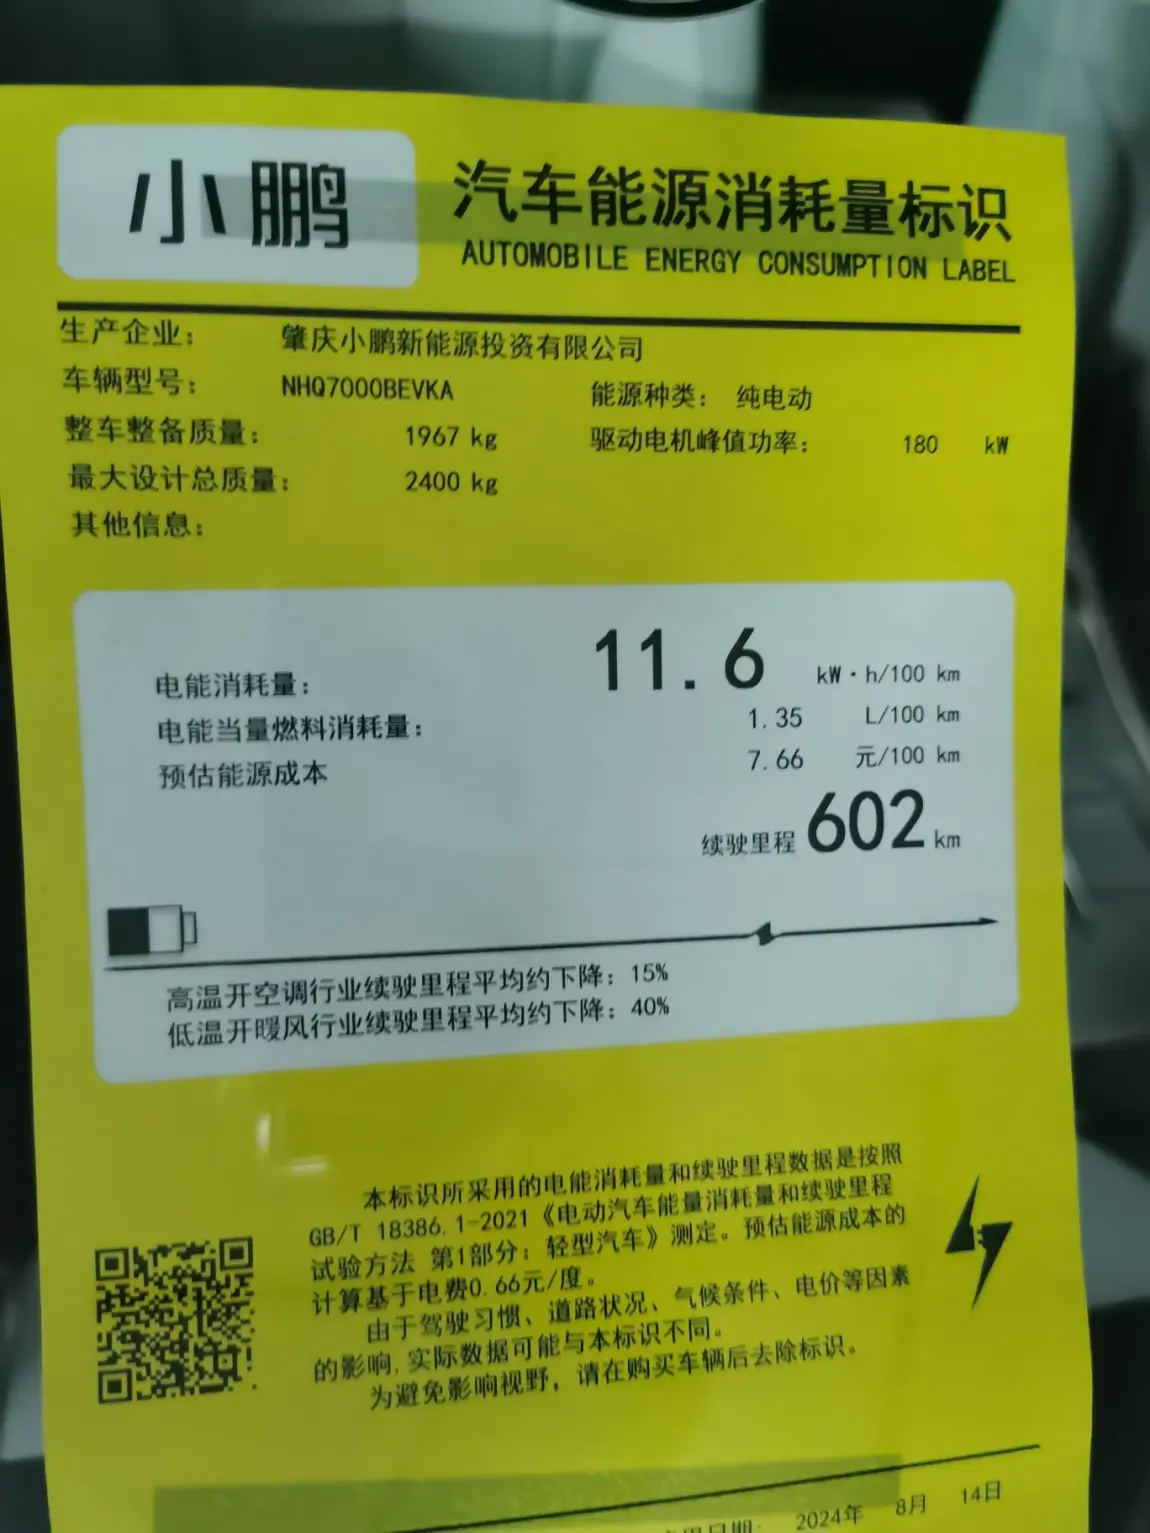 小鹏
汽车能源消耗量标识
AUTOMOBILE ENERGY CONSUMPTION LABEL
生产企业： 肇庆小鹏新能源投资有限公司
车辆型号： NHQ7000BEVKA 能源种类： 纯电动
整车整备质量： 1967 kg 驱动电机峰值功率： 180 kW
最大设计总质量： 2400 kg
其他信息：
电能消耗量： 11.6 kW·h/100 km
电能当量燃料消耗量： 1.35 L/100 km
预估能源成本 7.66 元/100 km
续驶里程 602 km
高温开空调行业续驶里程平均约下降：15%
低温开暖风行业续驶里程平均约下降：40%
本标识所采用的电能消耗量和续驶里程数据是按照
GB/T 18386.1-2021《电动汽车能量消耗量和续驶里程
试验方法 第1部分：轻型汽车》测定。预估能源成本的
计算基于电费0.66元/度。
由于驾驶习惯、道路状况、气候条件、电价等因素
的影响,实际数据可能与本标识不同。
为避免影响视野，请在购买车辆后去除标识。
日期： 2024年 8月 14日